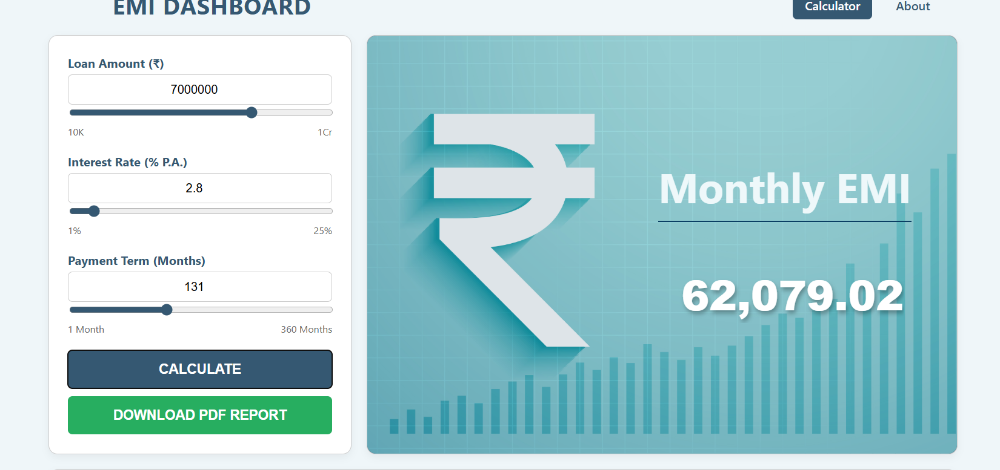 EMI DASHBOARD
Calculator
About
Loan Amount (₹)
7000000
10K
1Cr
Interest Rate (% P.A.)
2.8
1%
25%
Payment Term (Months)
131
1 Month
360 Months
CALCULATE
DOWNLOAD PDF REPORT
₹
Monthly EMI
62,079.02